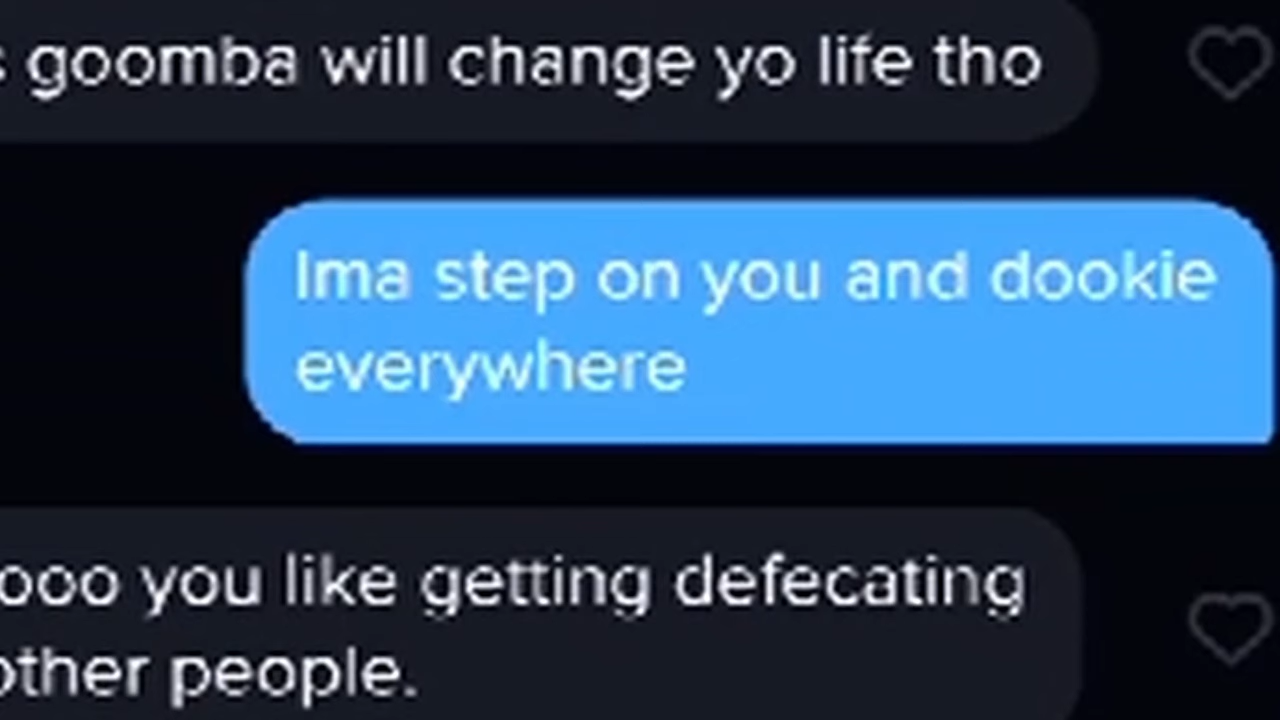 goomba will change yo life tho
Ima step on you and dookie
everywhere
you like getting defecating
other people.